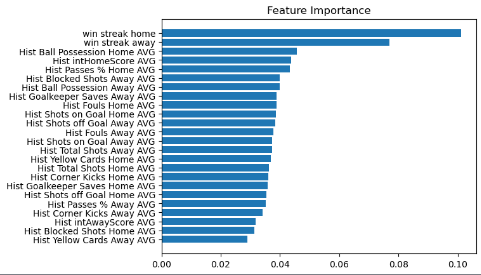 Feature Importance
win streak home
win streak away
Hist Ball Possession Home AVG
Hist intHomeScore AVG
Hist Passes % Home AVG
Hist Blocked Shots Away AVG
Hist Ball Possession Away AVG
Hist Goalkeeper Saves Away AVG
Hist Fouls Home AVG
Hist Shots on Goal Home AVG
Hist Shots off Goal Away AVG
Hist Fouls Away AVG
Hist Shots on Goal Away AVG
Hist Total Shots Away AVG
Hist Yellow Cards Home AVG
Hist Total Shots Home AVG
Hist Corner Kicks Home AVG
Hist Goalkeeper Saves Home AVG
Hist Shots off Goal Home AVG
Hist Passes % Away AVG
Hist Corner Kicks Away AVG
Hist intAwayScore AVG
Hist Blocked Shots Home AVG
Hist Yellow Cards Away AVG
0.00 0.02 0.04 0.06 0.08 0.10